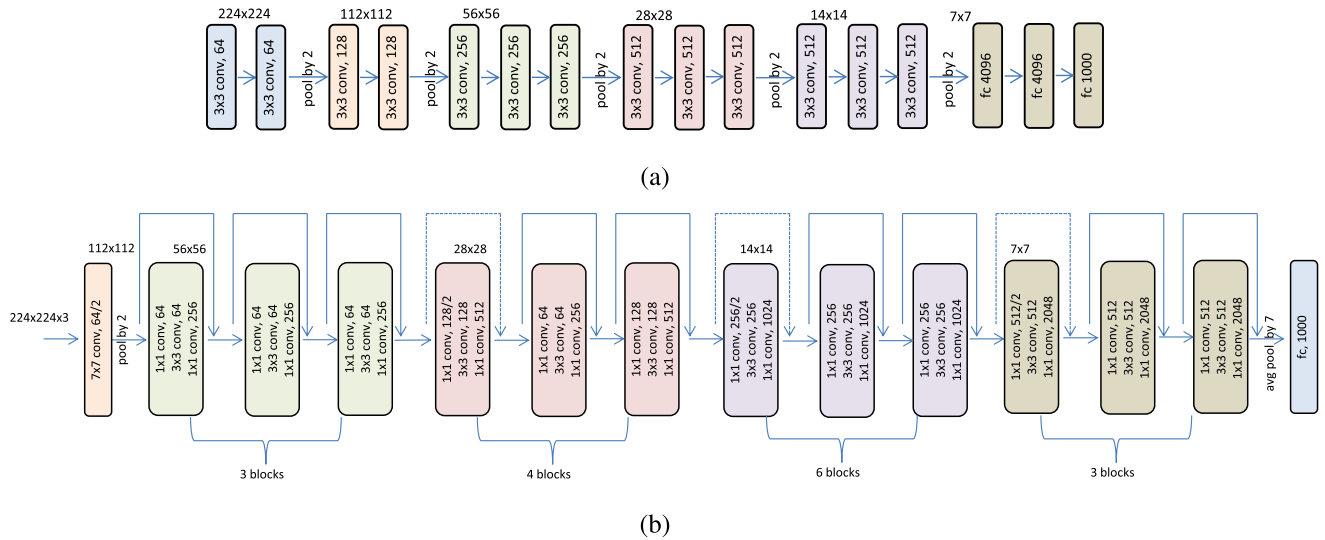 224x224
112x112
56x56
28x28
14x14
7x7
3x3 conv, 64
3x3 conv, 64
pool by 2
3x3 conv, 128
3x3 conv, 128
pool by 2
3x3 conv, 256
3x3 conv, 256
3x3 conv, 256
pool by 2
3x3 conv, 512
3x3 conv, 512
3x3 conv, 512
pool by 2
3x3 conv, 512
3x3 conv, 512
3x3 conv, 512
pool by 2
fc 4096
fc 4096
fc 1000
(a)
112x112
56x56
28x28
14x14
7x7
224x224x3
7x7 conv, 64/2
pool by 2
1x1 conv, 64
3x3 conv, 64
1x1 conv, 256
1x1 conv, 64
3x3 conv, 64
1x1 conv, 256
1x1 conv, 64
3x3 conv, 64
1x1 conv, 256
1x1 conv, 128/2
3x3 conv, 128
1x1 conv, 512
1x1 conv, 64
3x3 conv, 64
1x1 conv, 256
1x1 conv, 128
3x3 conv, 128
1x1 conv, 512
1x1 conv, 256/2
3x3 conv, 256
1x1 conv, 1024
1x1 conv, 256
3x3 conv, 256
1x1 conv, 1024
1x1 conv, 256
3x3 conv, 256
1x1 conv, 1024
1x1 conv, 512/2
3x3 conv, 512
1x1 conv, 2048
1x1 conv, 512
3x3 conv, 512
1x1 conv, 2048
1x1 conv, 512
3x3 conv, 512
1x1 conv, 2048
avg pool by 7
fc, 1000
3 blocks
4 blocks
6 blocks
3 blocks
(b)